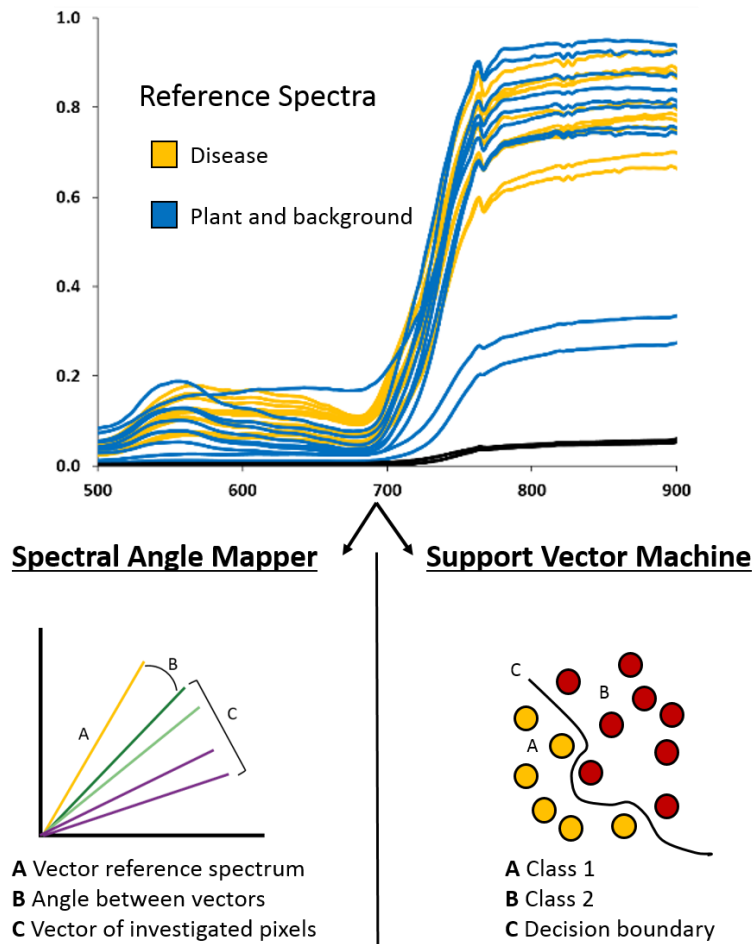 1.0
0.8
0.6
0.4
0.2
0.0
Reference Spectra
Disease
Plant and background
500 600 700 800 900
Spectral Angle Mapper
B
A
C
A Vector reference spectrum
B Angle between vectors
C Vector of investigated pixels
Support Vector Machine
C
B
A
A Class 1
B Class 2
C Decision boundary